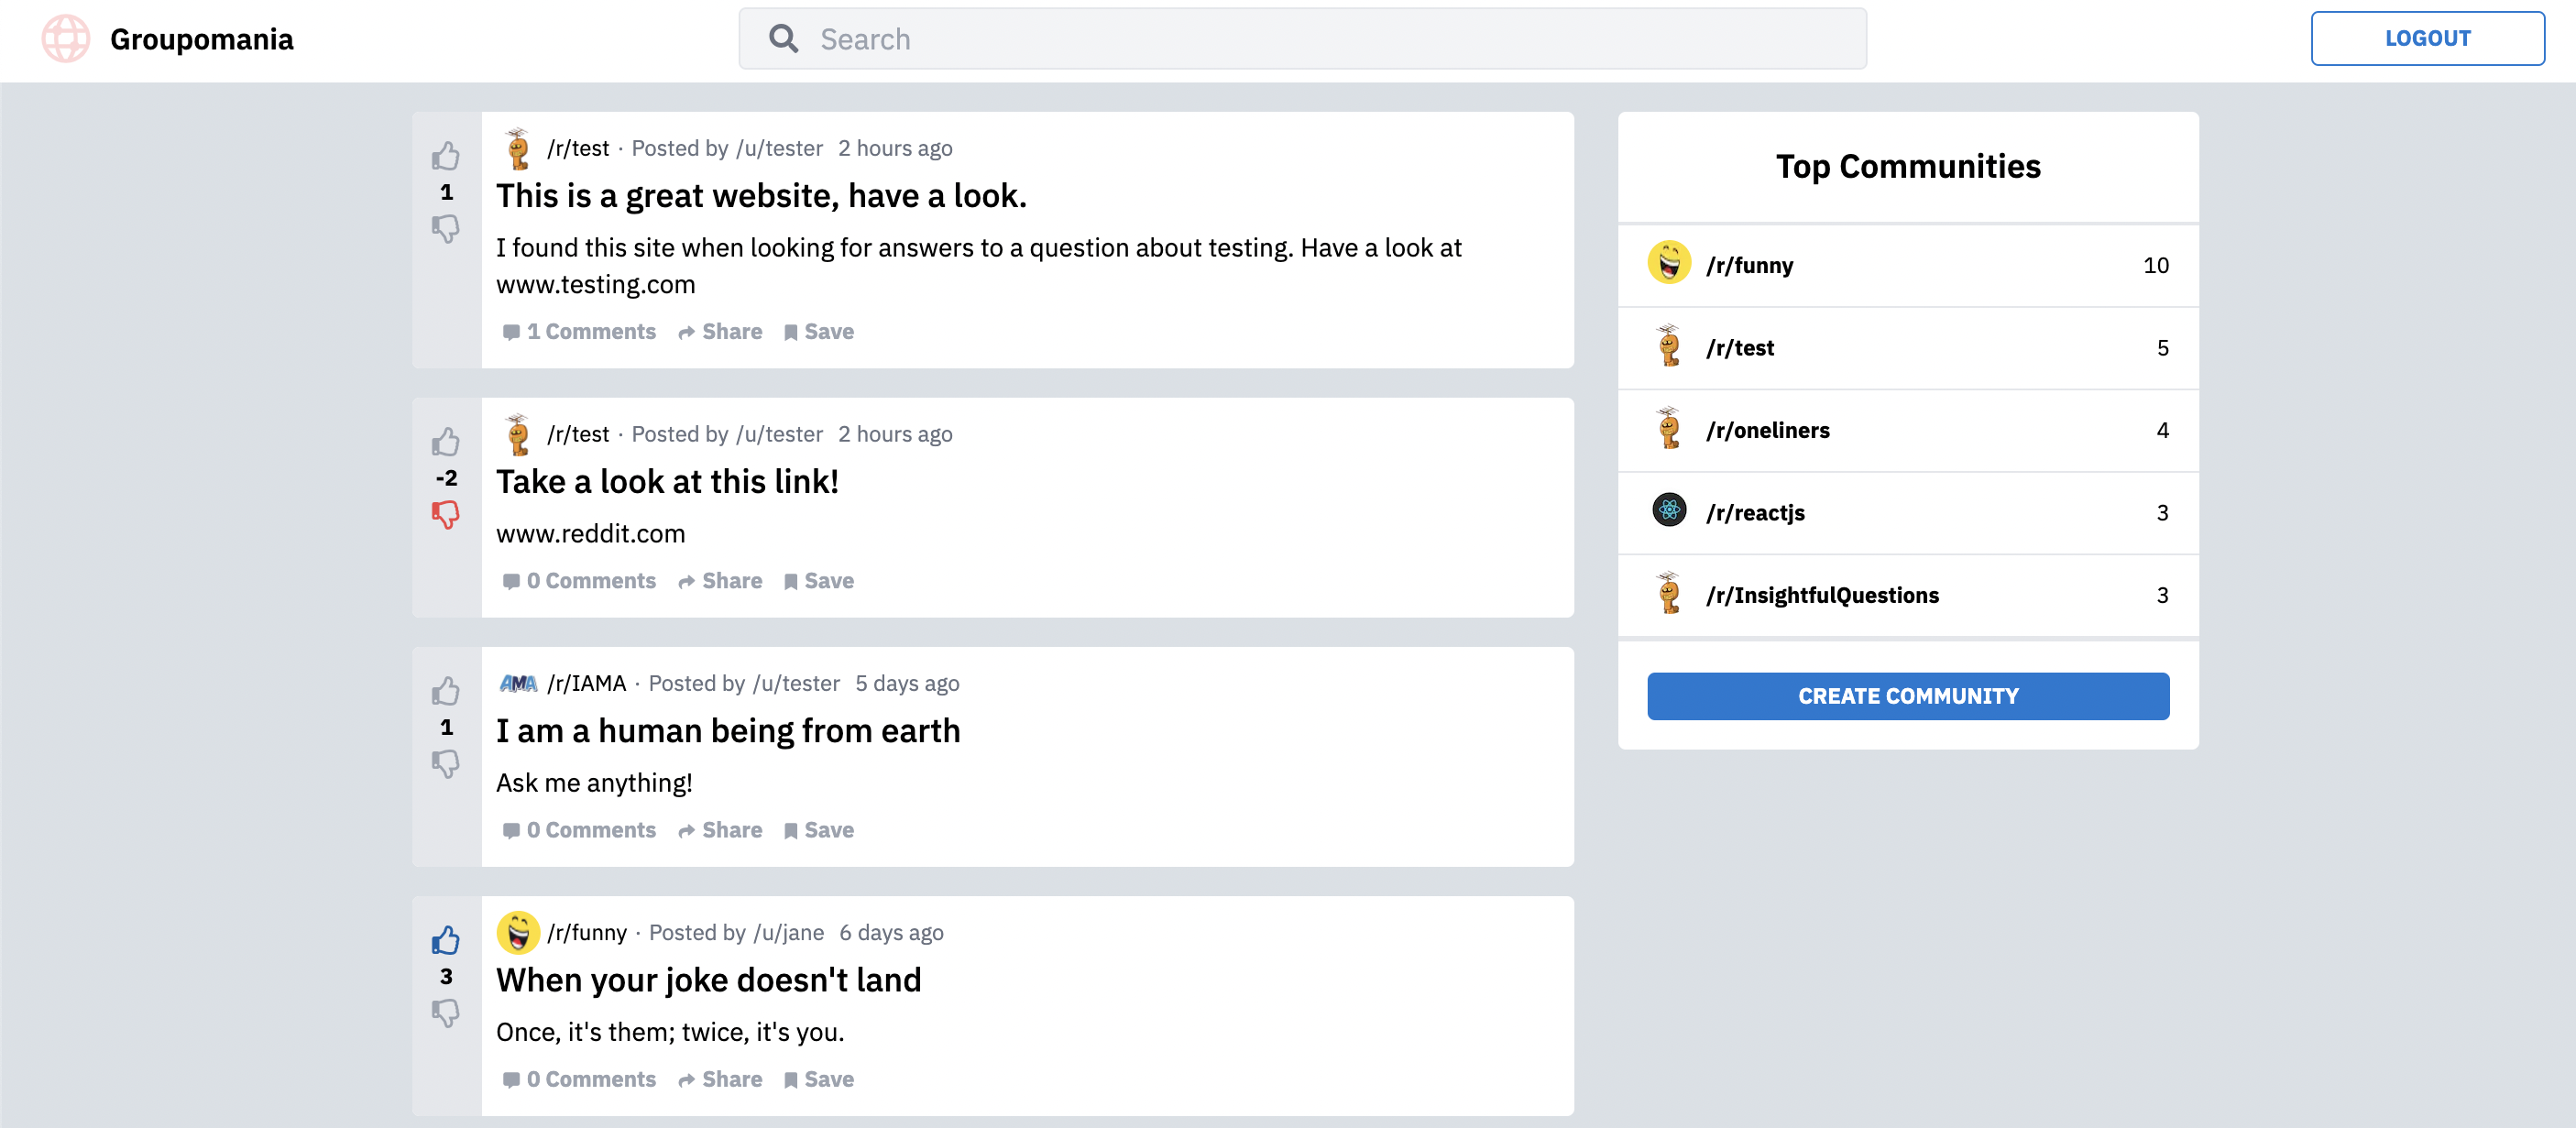 Groupomania
Search
LOGOUT
/r/test · Posted by /u/tester 2 hours ago
1
This is a great website, have a look.
I found this site when looking for answers to a question about testing. Have a look at
www.testing.com
1 Comments Share Save
/r/test · Posted by /u/tester 2 hours ago
-2
Take a look at this link!
www.reddit.com
0 Comments Share Save
AMA /r/IAMA · Posted by /u/tester 5 days ago
1
I am a human being from earth
Ask me anything!
0 Comments Share Save
/r/funny · Posted by /u/jane 6 days ago
3
When your joke doesn't land
Once, it's them; twice, it's you.
0 Comments Share Save
Top Communities
/r/funny 10
/r/test 5
/r/oneliners 4
/r/reactjs 3
/r/InsightfulQuestions 3
CREATE COMMUNITY